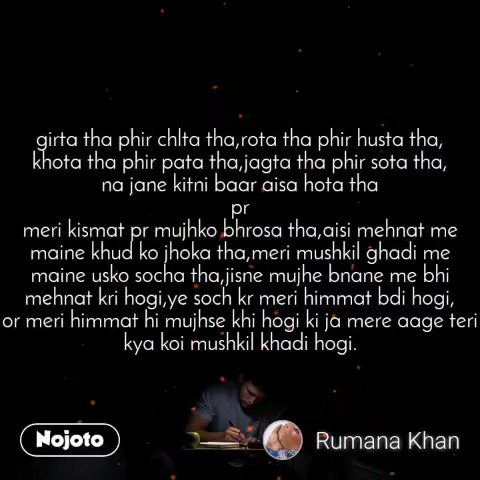 girta tha phir chlta tha,rota tha phir husta tha,
khota tha phir pata tha,jagta tha phir sota tha,
na jane kitni baar aisa hota tha
pr
meri kismat pr mujhko bhrosa tha,aisi mehnat me
maine khud ko jhoka tha,meri mushkil ghadi me
maine usko socha tha,jisne mujhe bnane me bhi
mehnat kri hogi,ye soch kr meri himmat bdi hogi,
or meri himmat hi mujhse khi hogi ki ja mere aage teri
kya koi mushkil khadi hogi.
Nojoto
Rumana Khan